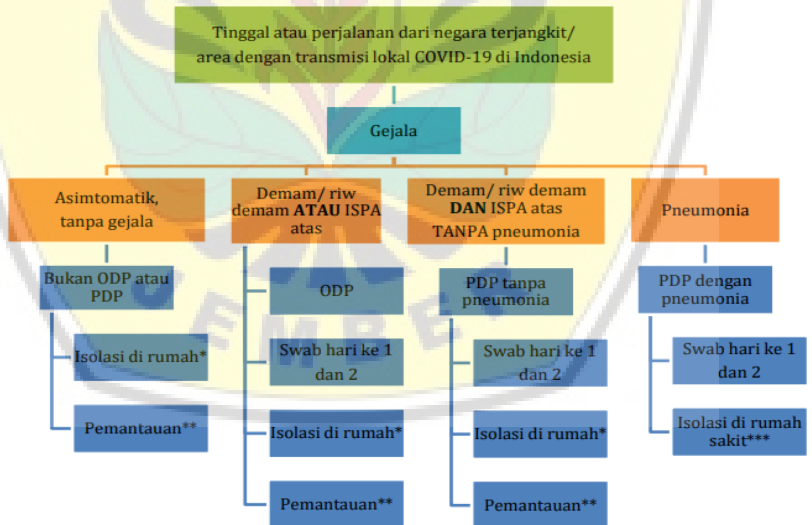 Tinggal atau perjalanan dari negara terjangkit/
area dengan transmisi lokal COVID-19 di Indonesia
Gejala
Asimtomatik,
tanpa gejala
Bukan ODP atau
PDP
Isolasi di rumah*
Pemantauan**
Demam/ riw
demam ATAU ISPA
atas
ODP
Swab hari ke 1
dan 2
Isolasi di rumah*
Pemantauan**
Demam/ riw demam
DAN ISPA atas
TANPA pneumonia
PDP tanpa
pneumonia
Swab hari ke 1
dan 2
Isolasi di rumah*
Pemantauan**
Pneumonia
PDP dengan
pneumonia
Swab hari ke 1
dan 2
Isolasi di rumah
sakit***
JEMBER